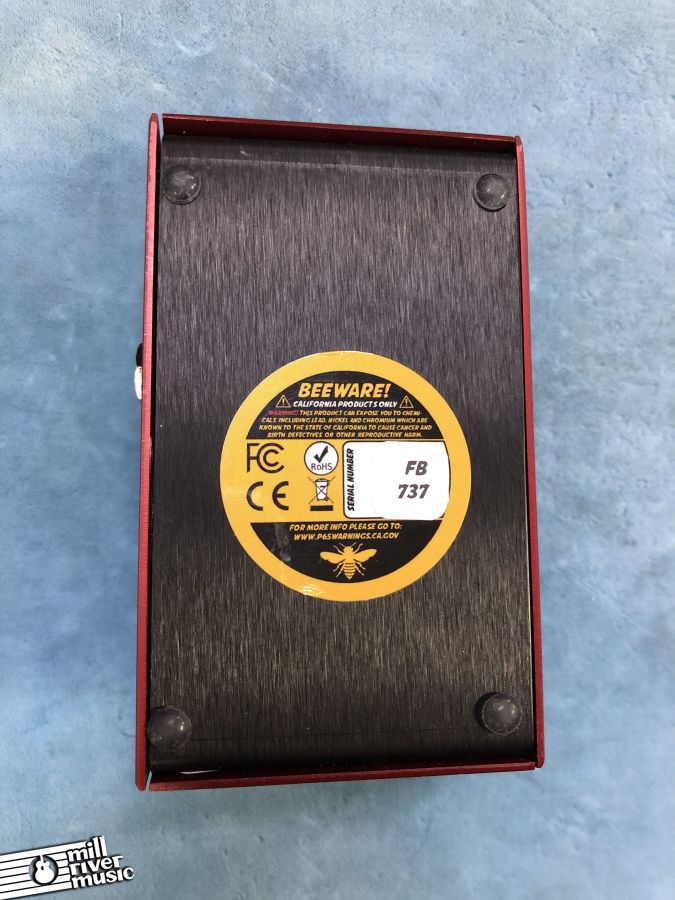 BEEWARE!
CALIFORNIA PRODUCTS ONLY
WARNING! THIS PRODUCT CAN EXPOSE YOU TO CHEMI-
CALS INCLUDING LEAD, NICKEL AND CHROMIUM WHICH ARE
KNOWN TO THE STATE OF CALIFORNIA TO CAUSE CANCER AND
BIRTH DEFECTIVES OR OTHER REPRODUCTIVE HARM.
FC
RoHS
CE
SERIAL NUMBER
FB
737
FOR MORE INFO PLEASE GO TO:
WWW.P65WARNINGS.CA.GOV
mill
river
music